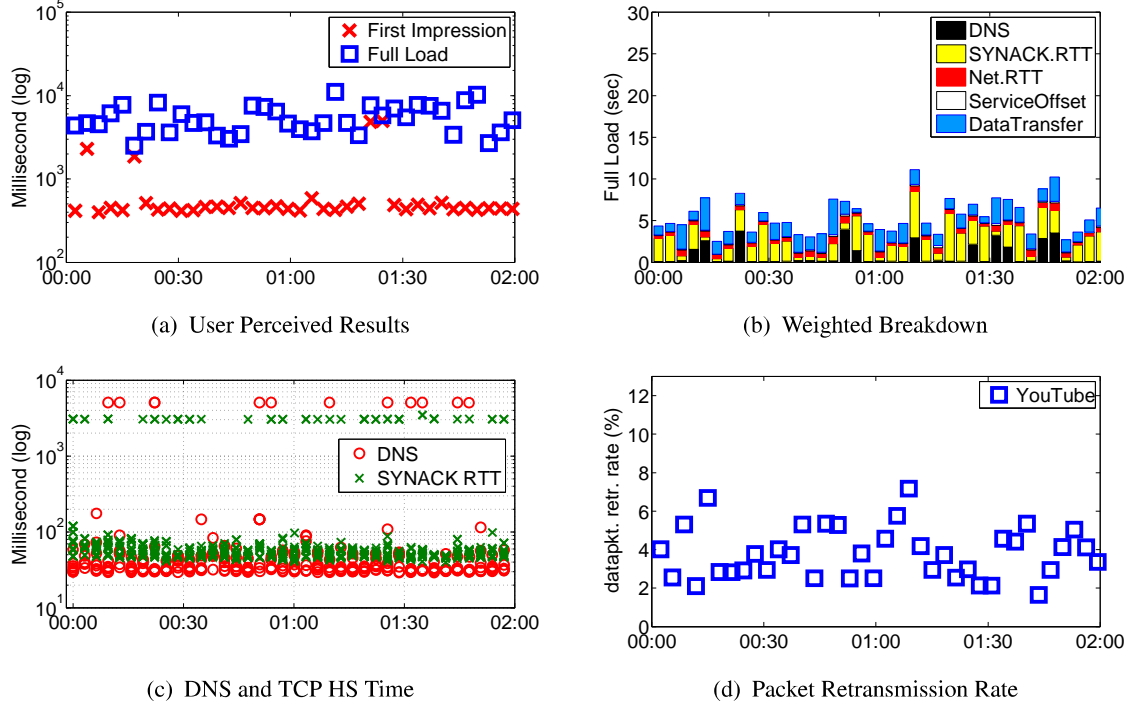 First Impression
Full Load
Millisecond (log)
10^5
10^4
10^3
10^2
00:00 00:30 01:00 01:30 02:00
(a) User Perceived Results
DNS
SYNACK.RTT
Net.RTT
ServiceOffset
DataTransfer
Full Load (sec)
30
25
20
15
10
5
0
00:00 00:30 01:00 01:30 02:00
(b) Weighted Breakdown
DNS
SYNACK RTT
Millisecond (log)
10^4
10^3
10^2
10^1
00:00 00:30 01:00 01:30 02:00
(c) DNS and TCP HS Time
YouTube
datapkt. retr. rate (%)
12
10
8
6
4
2
0
00:00 00:30 01:00 01:30 02:00
(d) Packet Retransmission Rate